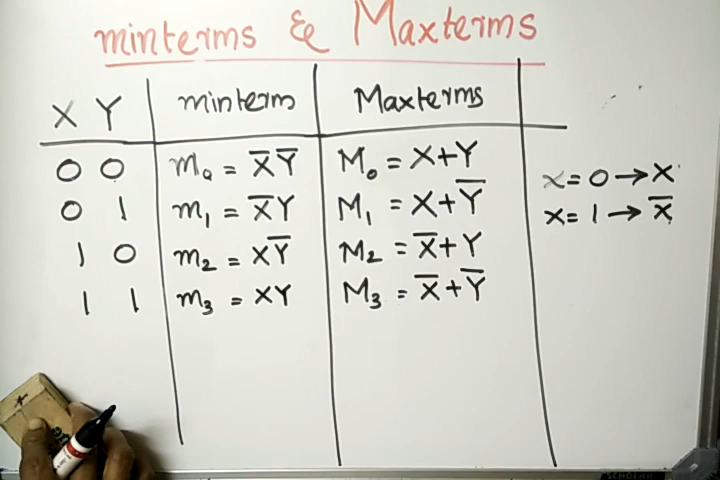 minterms & Maxterms
X Y minterm Maxterms
0 0 m₀ = X̅ Y̅ M₀ = X+Y
0 1 m₁ = X̅Y M₁ = X+Y̅
1 0 m₂ = XY̅ M₂ = X̅+Y
1 1 m₃ = XY M₃ = X̅+Y̅
x=0→X
x=1→X̅